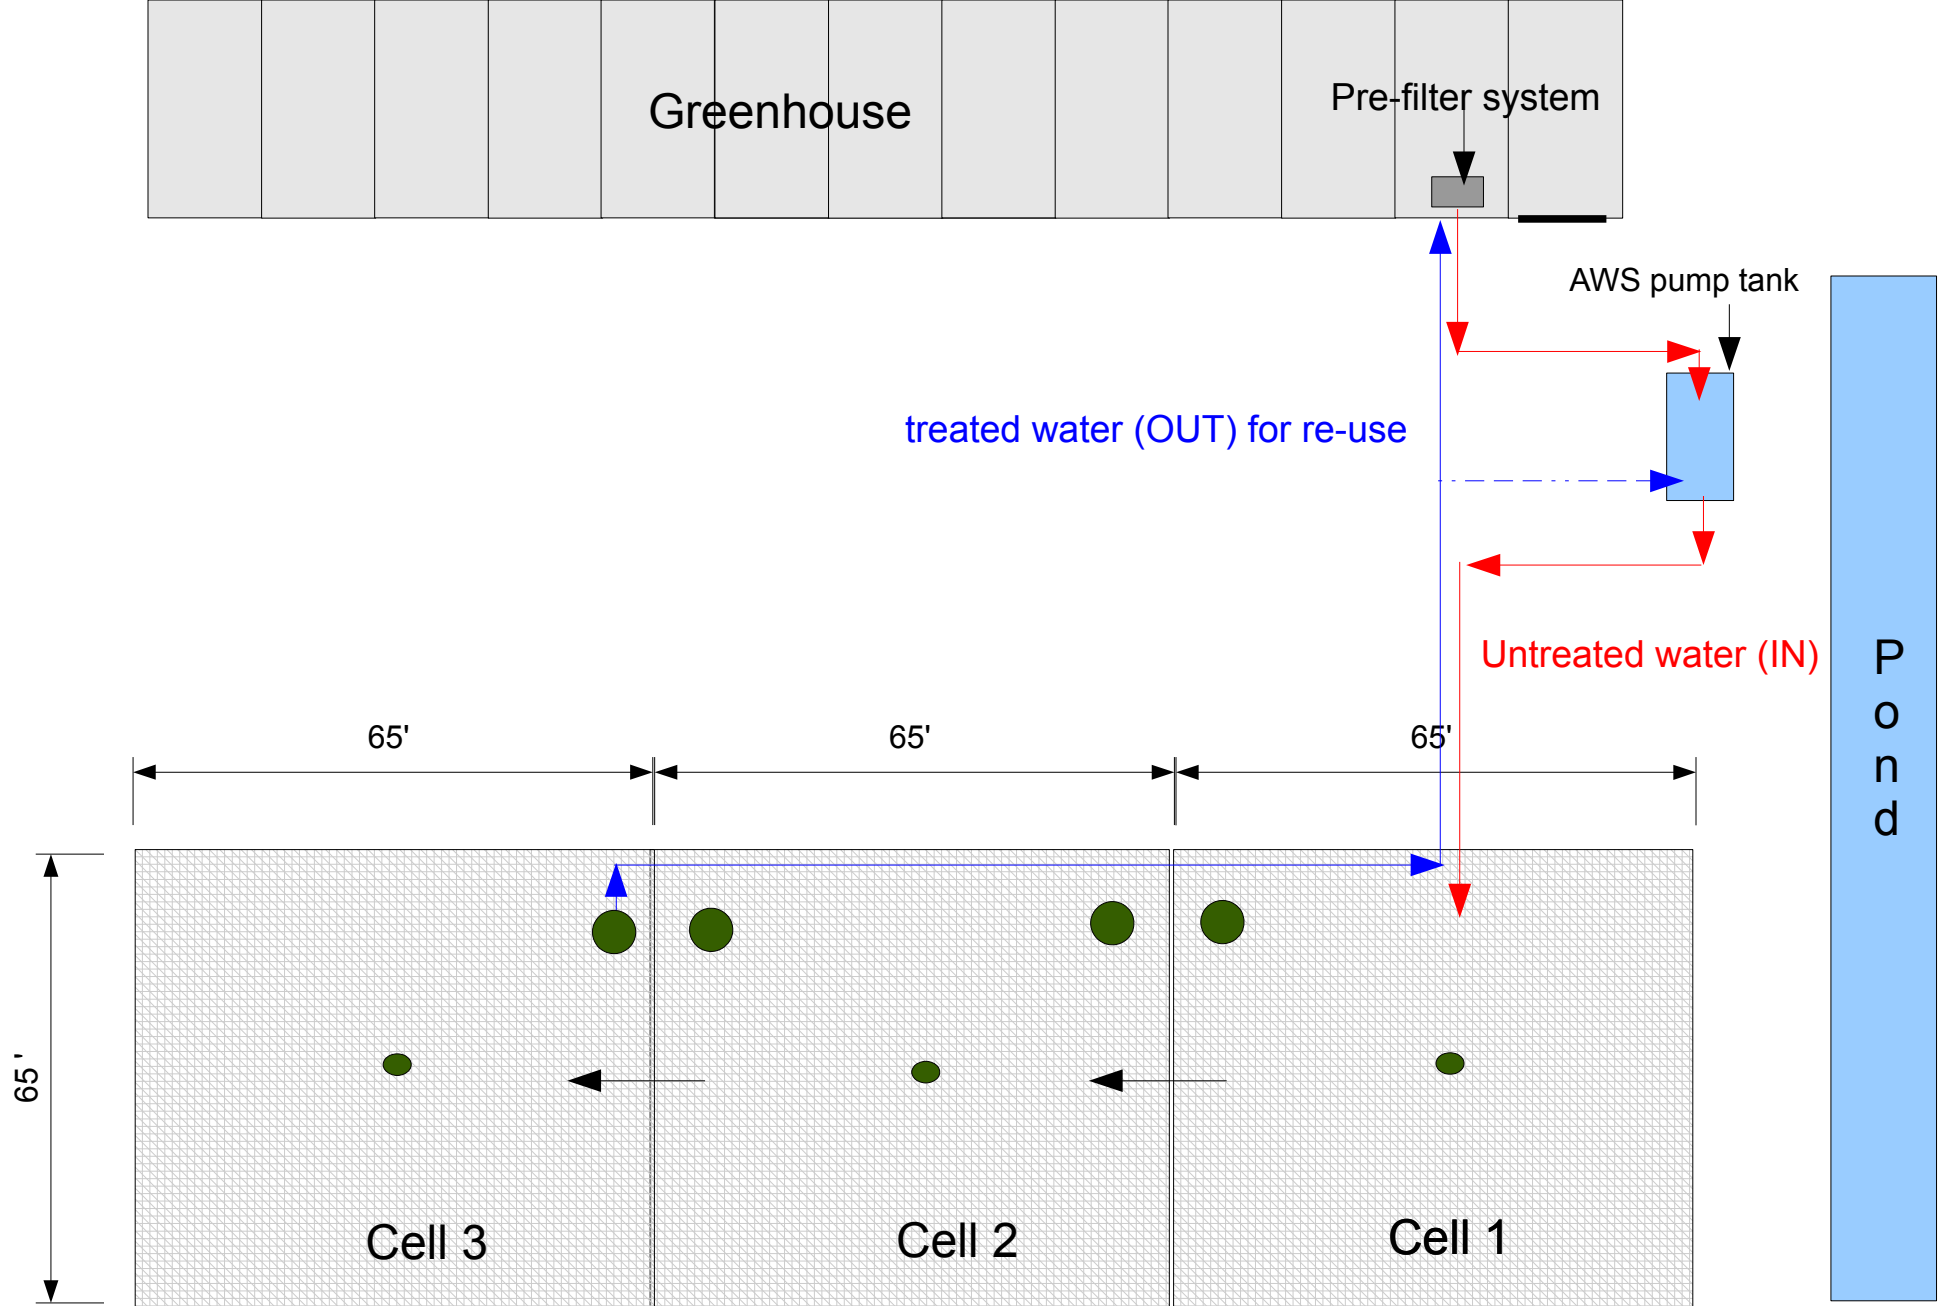 Greenhouse
Pre-filter system
AWS pump tank
treated water (OUT) for re-use
Untreated water (IN)
P
o
n
d
65'
65'
65'
65'
Cell 3
Cell 2
Cell 1